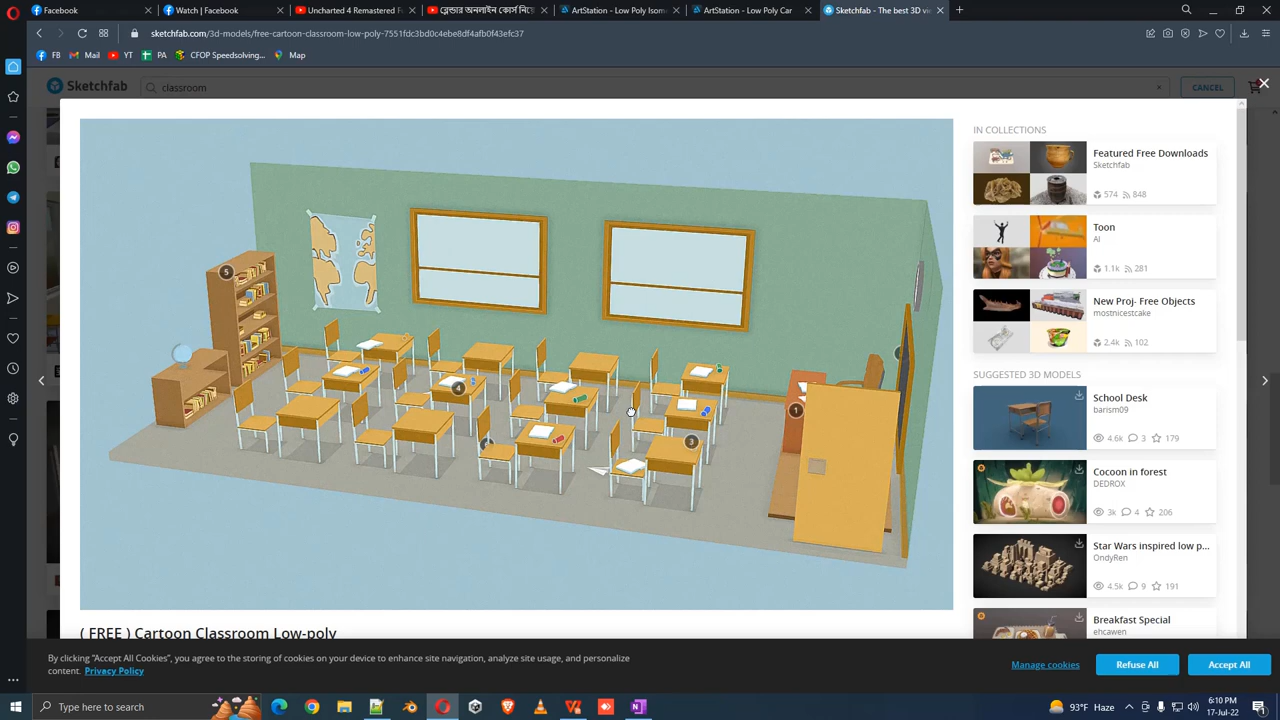 Facebook
Watch | Facebook
Uncharted 4 Remastered F
ব্লেন্ডার অনলাইন কোর্স নিবে
ArtStation - Low Poly Isom
ArtStation - Low Poly Car
Sketchfab - The best 3D vi
sketchfab.com/3d-models/free-cartoon-classroom-low-poly-7551fdc3bd0c4ebe8df4afb0f43efc37
FB
Mail
YT
PA
CFOP Speedsolving...
Map
Sketchfab
classroom
CANCEL
IN COLLECTIONS
Featured Free Downloads
Sketchfab
574
848
Toon
AI
1.1k
281
New Proj- Free Objects
mostnicestcake
2.4k
102
SUGGESTED 3D MODELS
School Desk
barism09
4.6k
3
179
Cocoon in forest
DEDROX
3k
4
206
Star Wars inspired low p...
OndyRen
4.5k
9
191
Breakfast Special
ehcawen
5
4
1
3
( FREE ) Cartoon Classroom Low-poly
By clicking “Accept All Cookies”, you agree to the storing of cookies on your device to enhance site navigation, analyze site usage, and personalize
content. Privacy Policy
Manage cookies
Refuse All
Accept All
Type here to search
93°F Haze
6:10 PM
17-Jul-22